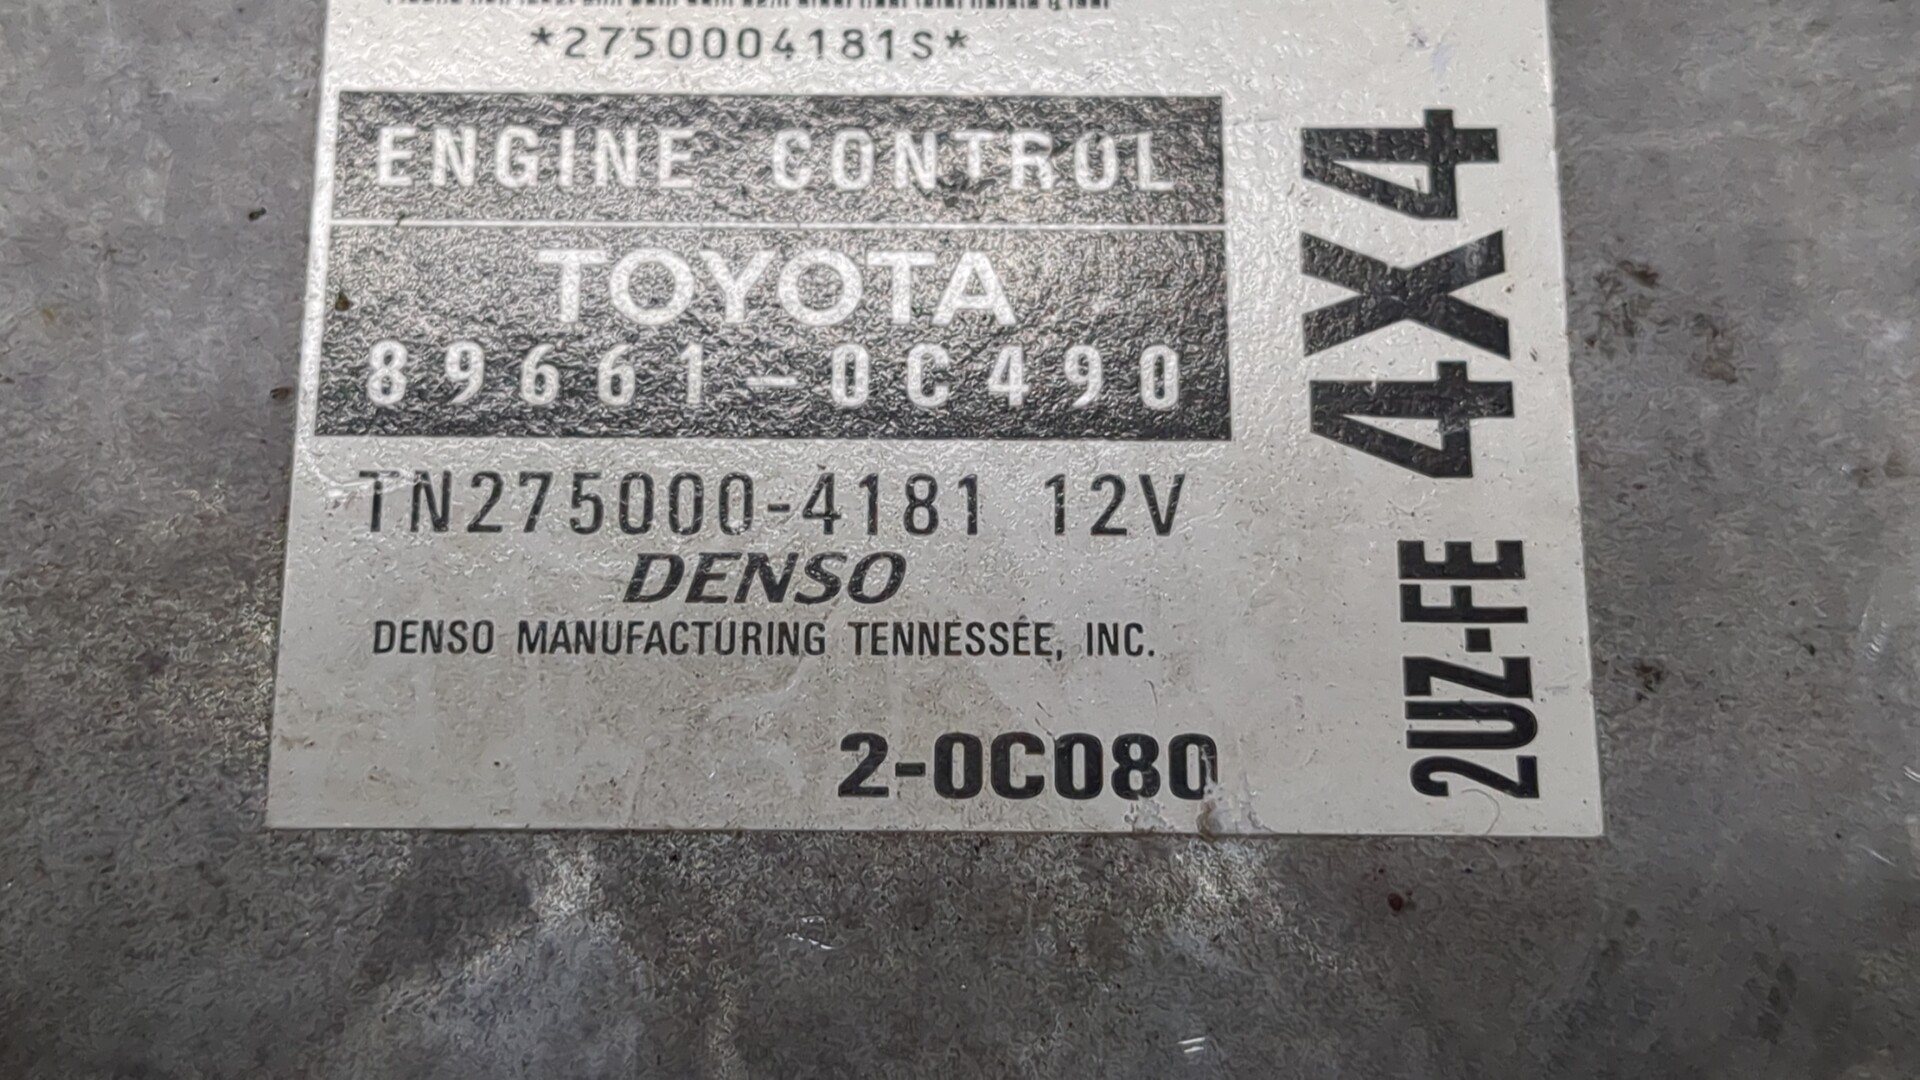 *2750004181S*
ENGINE CONTROL
TOYOTA
89661-0C490
TN275000-4181 12V
DENSO
DENSO MANUFACTURING TENNESSEE, INC.
2-0C080
2UZ-FE 4X4